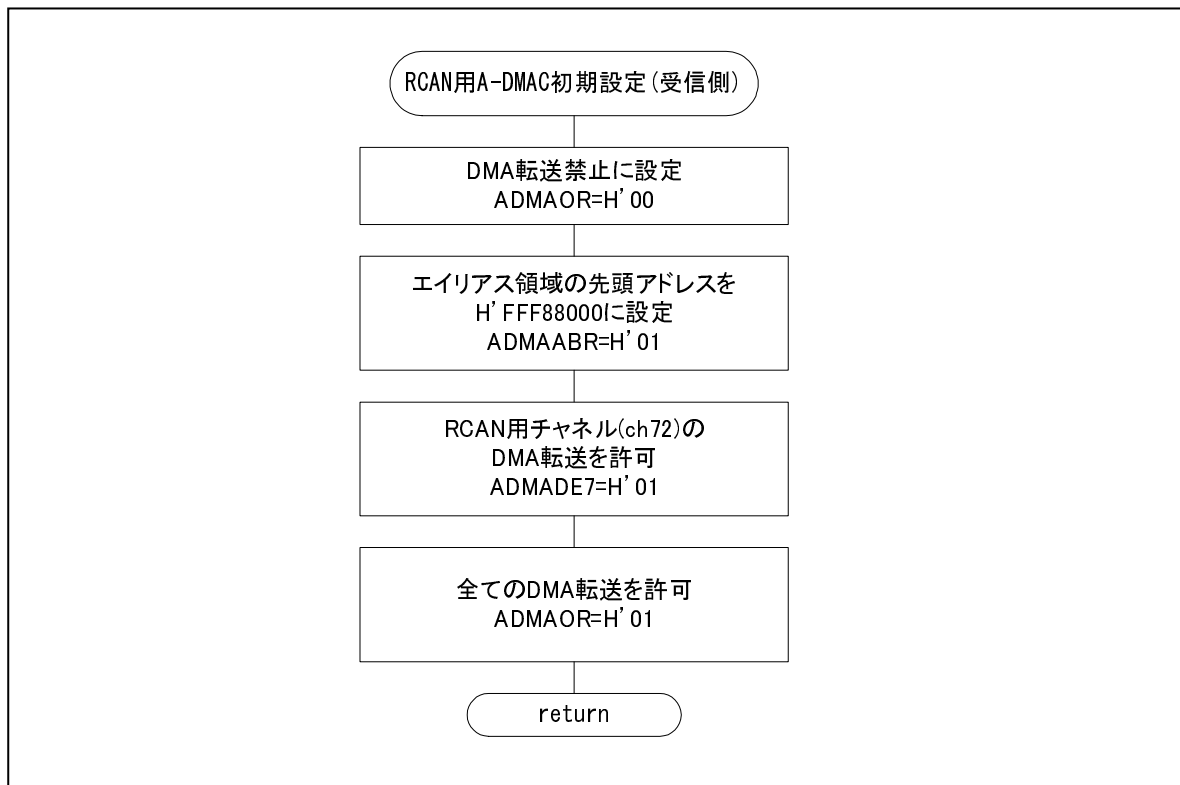 RCAN用A-DMAC初期設定(受信側)
DMA転送禁止に設定
ADMAOR=H'00
エイリアス領域の先頭アドレスを
H'FFF88000に設定
ADMAABR=H'01
RCAN用チャネル(ch72)の
DMA転送を許可
ADMADE7=H'01
全てのDMA転送を許可
ADMAOR=H'01
return